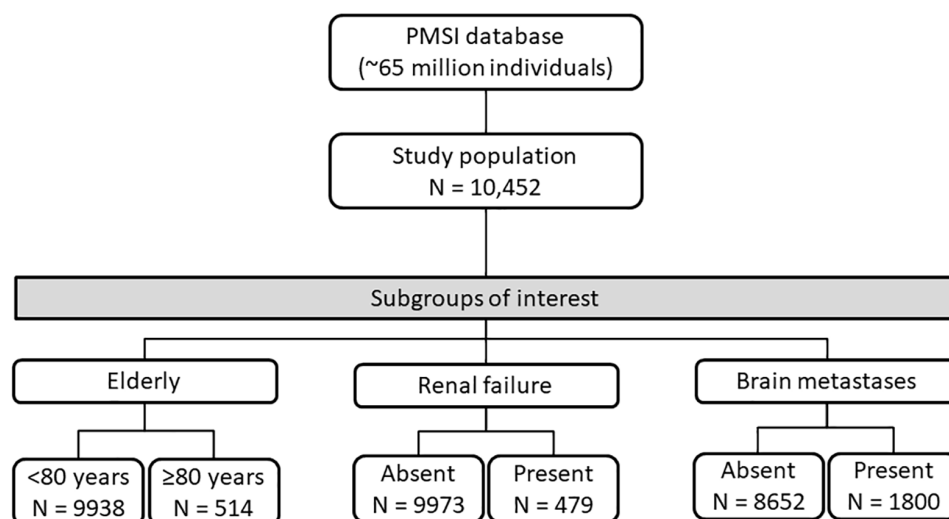 PMSI database
(~65 million individuals)
Study population
N = 10,452
Subgroups of interest
Elderly
Renal failure
Brain metastases
<80 years
N = 9938
≥80 years
N = 514
Absent
N = 9973
Present
N = 479
Absent
N = 8652
Present
N = 1800